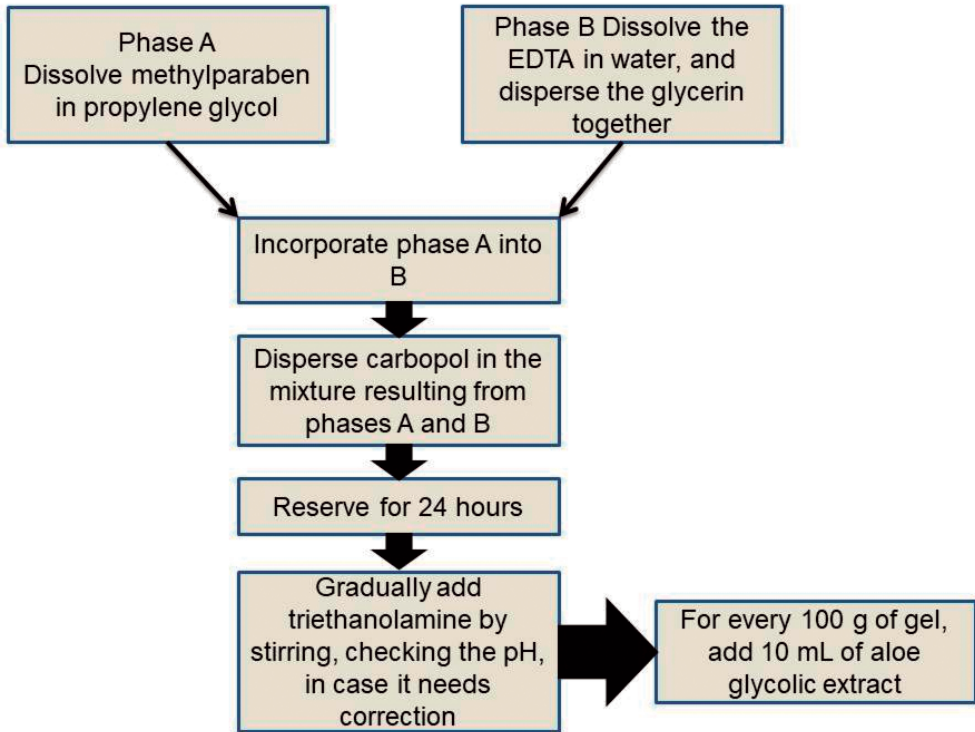 Phase A
Dissolve methylparaben
in propylene glycol
Phase B Dissolve the
EDTA in water, and
disperse the glycerin
together
Incorporate phase A into
B
Disperse carbopol in the
mixture resulting from
phases A and B
Reserve for 24 hours
Gradually add
triethanolamine by
stirring, checking the pH,
in case it needs
correction
For every 100 g of gel,
add 10 mL of aloe
glycolic extract